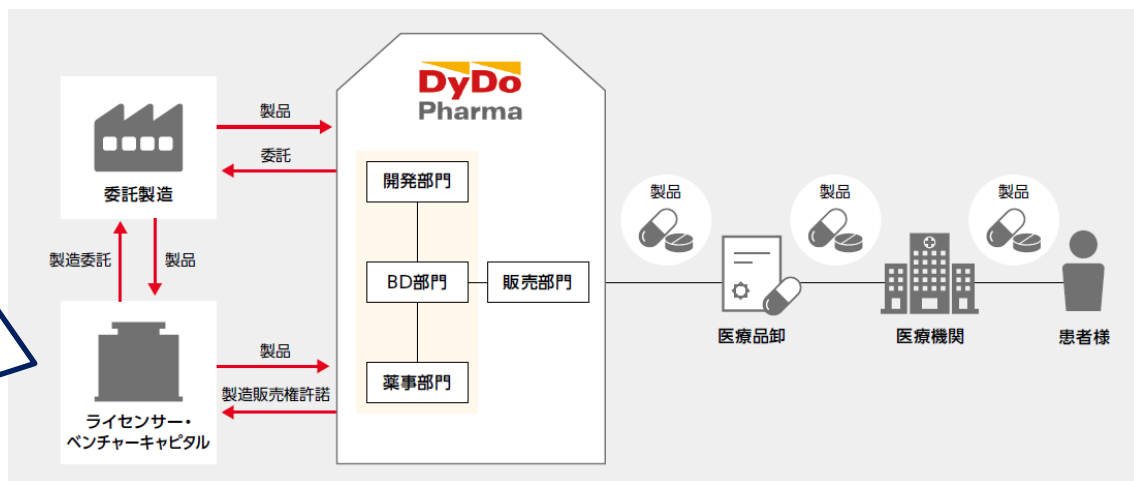 DyDo
Pharma
製品
委託
委託製造
製造委託
製品
製品
製造販売権許諾
ライセンサー・
ベンチャーキャピタル
開発部門
BD部門
販売部門
薬事部門
製品
製品
製品
医療品卸
医療機関
患者様